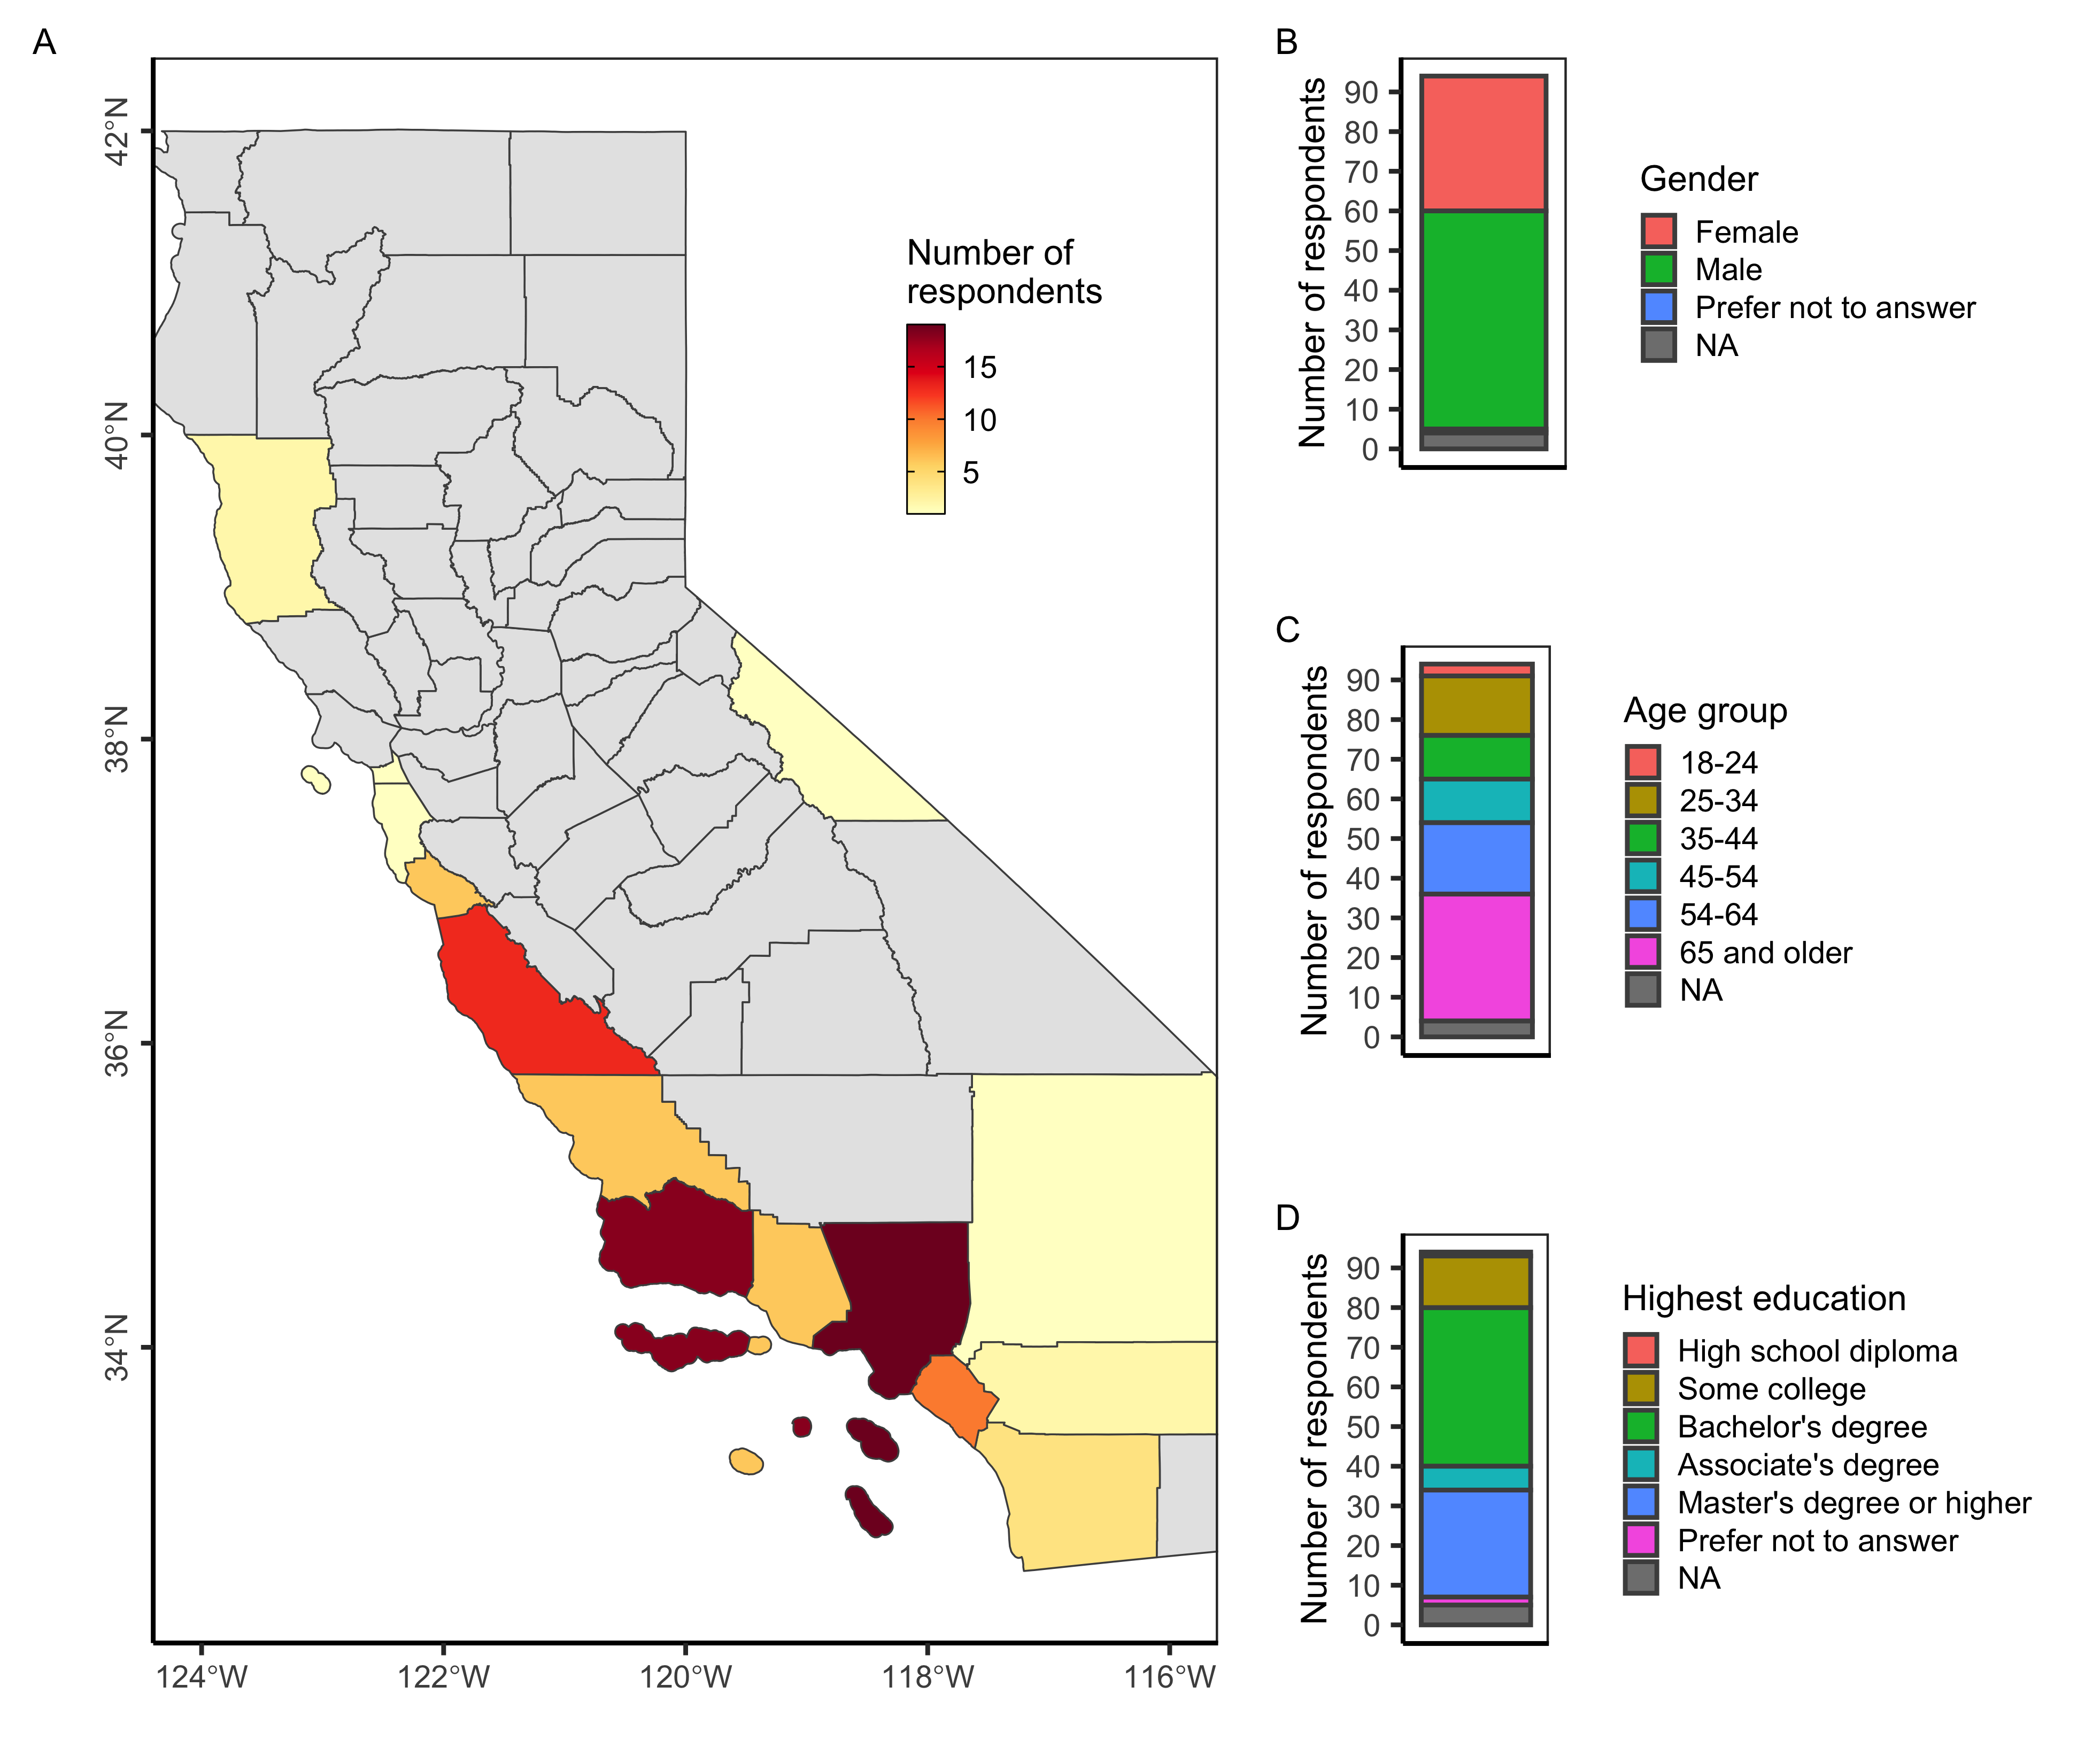 A
42°N
40°N
38°N
36°N
34°N
124°W
122°W
120°W
118°W
116°W
Number of
respondents
15
10
5
B
Number of respondents
90
80
70
60
50
40
30
20
10
0
Gender
Female
Male
Prefer not to answer
NA
C
Number of respondents
90
80
70
60
50
40
30
20
10
0
Age group
18-24
25-34
35-44
45-54
54-64
65 and older
NA
D
Number of respondents
90
80
70
60
50
40
30
20
10
0
Highest education
High school diploma
Some college
Bachelor's degree
Associate's degree
Master's degree or higher
Prefer not to answer
NA